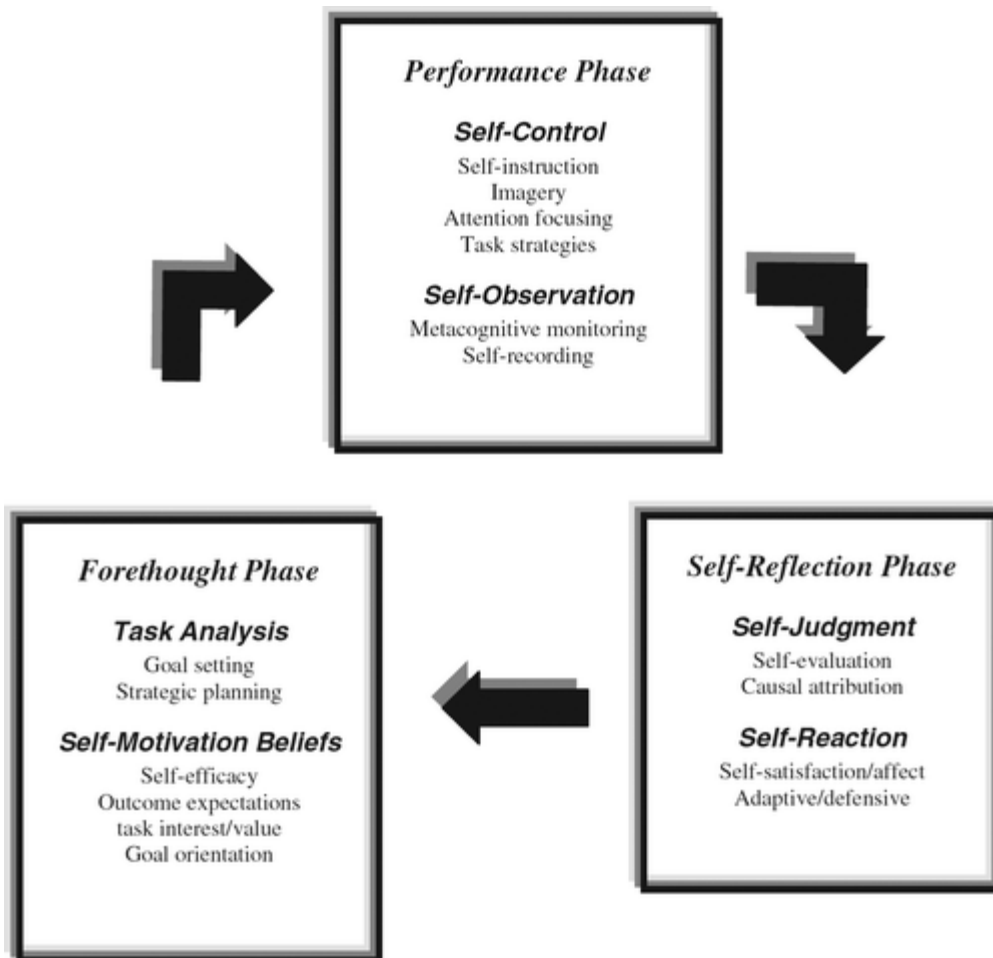 Performance Phase
Self-Control
Self-instruction
Imagery
Attention focusing
Task strategies
Self-Observation
Metacognitive monitoring
Self-recording
Forethought Phase
Task Analysis
Goal setting
Strategic planning
Self-Motivation Beliefs
Self-efficacy
Outcome expectations
task interest/value
Goal orientation
Self-Reflection Phase
Self-Judgment
Self-evaluation
Causal attribution
Self-Reaction
Self-satisfaction/affect
Adaptive/defensive